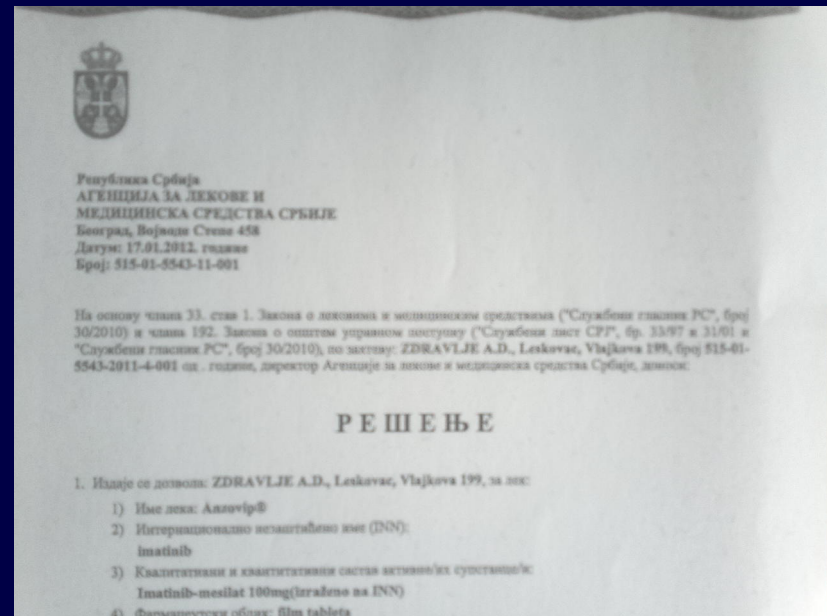 Република Србија
АГЕНЦИЈА ЗА ЛЕКОВЕ И
МЕДИЦИНСКА СРЕДСТВА СРБИЈЕ
Београд, Војводе Степе 458
Датум: 17.01.2012. године
Број: 515-01-5543-11-001
На основу члана 33. став 1. Закона о лековима и медицинским средствима ("Службени гласник РС", број
30/2010) и члана 192. Закона о општем управном поступку ("Службени лист СРЈ", бр. 33/97 и 31/01 и
"Службени гласник РС", број 30/2010), по захтеву: ZDRAVLJE A.D., Leskovac, Vlajkova 199, број 515-01-
5543-2011-4-001 од . године, директор Агенције за лекове и медицинска средства Србије, доноси:
РЕШЕЊЕ
1. Издаје се дозвола: ZDRAVLJE A.D., Leskovac, Vlajkova 199, за лек:
1) Име лека: Anzovip®
2) Интернационално незаштићено име (INN):
imatinib
3) Квалитативни и квантитативни састав активне/их супстанце/и:
Imatinib-mesilat 100mg(izraženo na INN)
4) Фармацеутски облик: film tableta